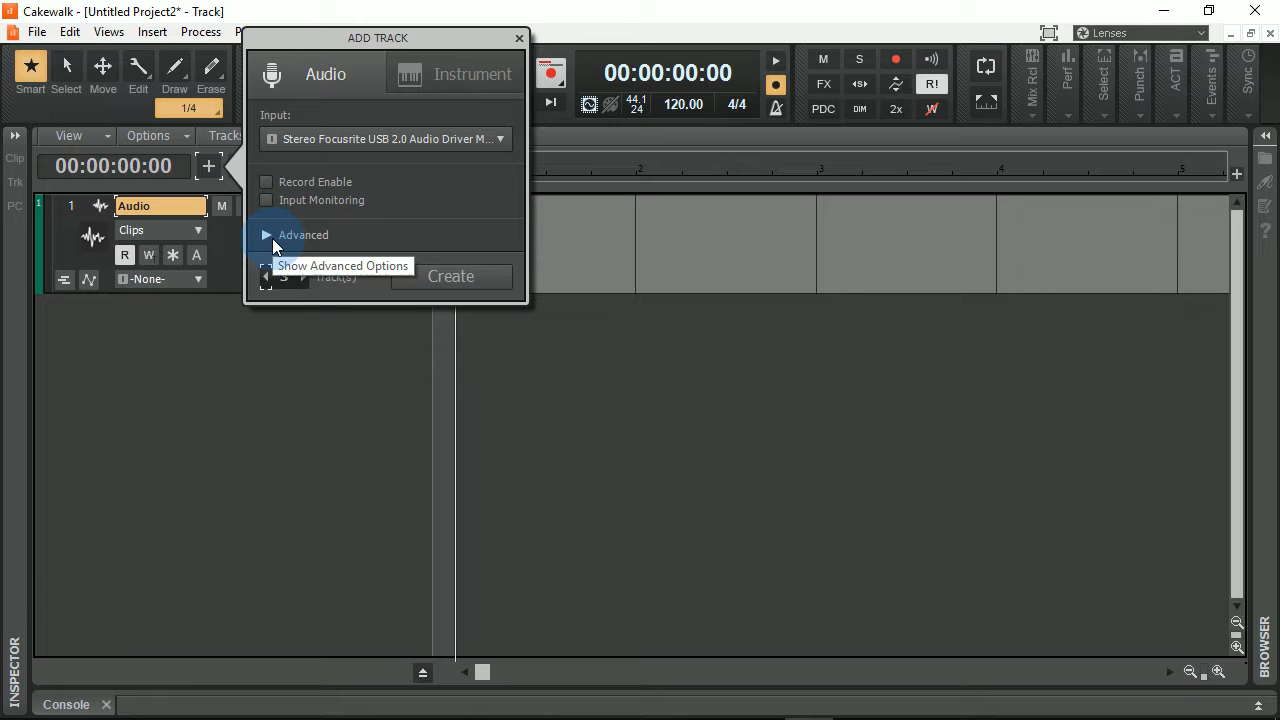 Cakewalk - [Untitled Project2* - Track]
File Edit Views Insert Process P
Lenses
ADD TRACK
Audio
Instrument
Input:
Stereo Focusrite USB 2.0 Audio Driver M...
Record Enable
Input Monitoring
Advanced
Show Advanced Options
3 Track(s)
Create
Smart Select Move Edit Draw Erase
1/4
00:00:00:00
44.1
24
120.00
4/4
M S
FX R!
PDC DIM 2x W
Mix Rcl
Perf
Select
Punch
ACT
Events
Sync
View Options Tracks
00:00:00:00
2 3 4 5
Clip
Trk
PC
1
1 Audio M
Clips
R W A
-None-
INSPECTOR
BROWSER
Console